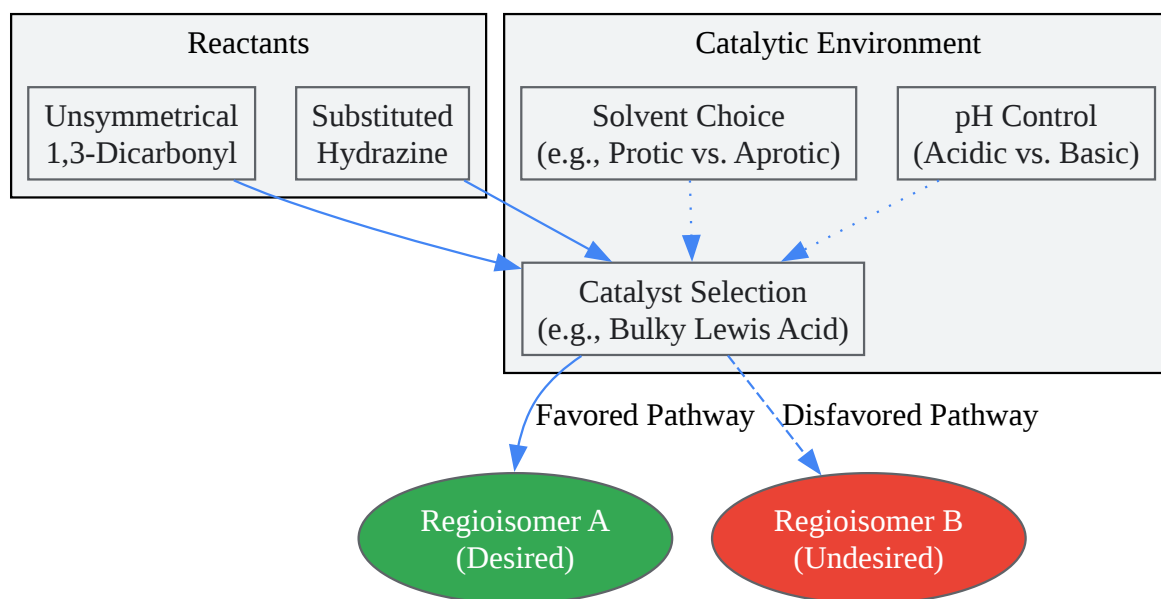 Reactants
Catalytic Environment
Unsymmetrical
1,3-Dicarbonyl
Substituted
Hydrazine
Solvent Choice
(e.g., Protic vs. Aprotic)
pH Control
(Acidic vs. Basic)
Catalyst Selection
(e.g., Bulky Lewis Acid)
Favored Pathway
Disfavored Pathway
Regioisomer A
(Desired)
Regioisomer B
(Undesired)